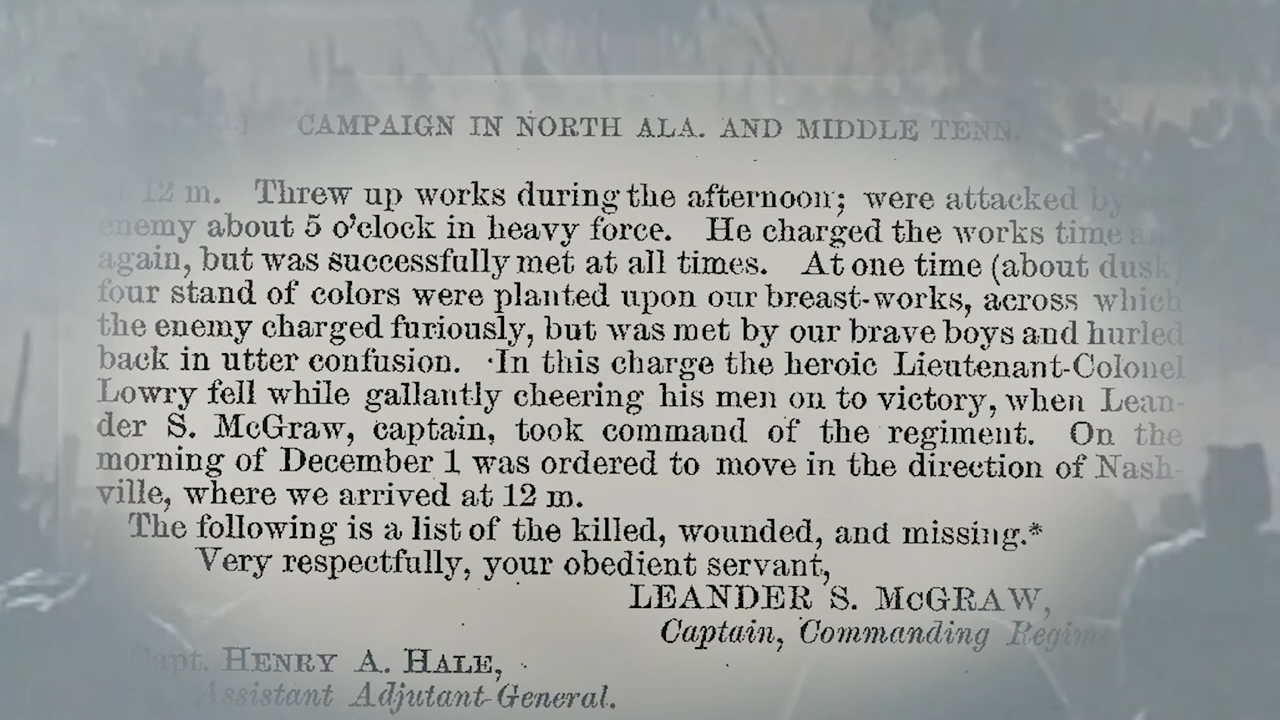 CAMPAIGN IN NORTH ALA. AND MIDDLE TENN.
12 m. Threw up works during the afternoon; were attacked by
enemy about 5 o'clock in heavy force. He charged the works time
again, but was successfully met at all times. At one time (about dusk)
four stand of colors were planted upon our breast-works, across which
the enemy charged furiously, but was met by our brave boys and hurled
back in utter confusion. In this charge the heroic Lieutenant-Colonel
Lowry fell while gallantly cheering his men on to victory, when Lean-
der S. McGraw, captain, took command of the regiment. On the
morning of December 1 was ordered to move in the direction of Nash-
ville, where we arrived at 12 m.
The following is a list of the killed, wounded, and missing.*
Very respectfully, your obedient servant,
LEANDER S. McGRAW,
Captain, Commanding
Capt. HENRY A. HALE,
Assistant Adjutant-General.